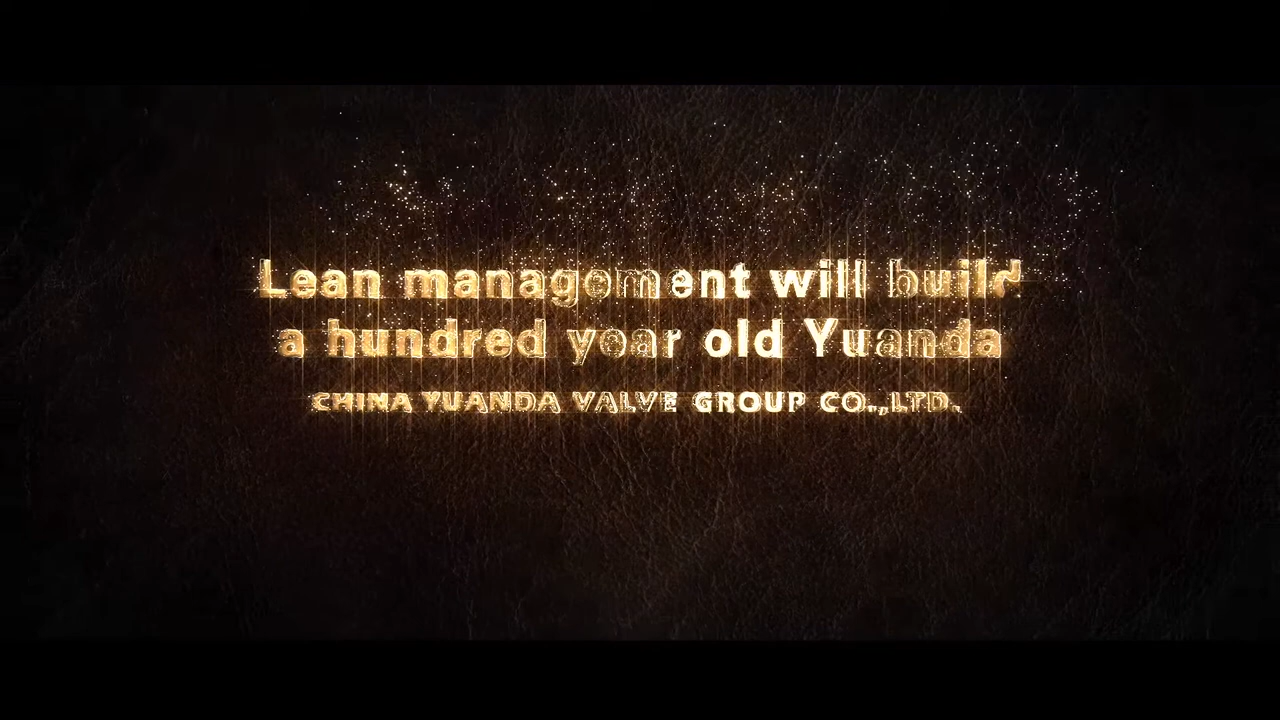 Lean management will build
a hundred year old Yuanda
CHINA YUANDA VALVE GROUP CO.,LTD.